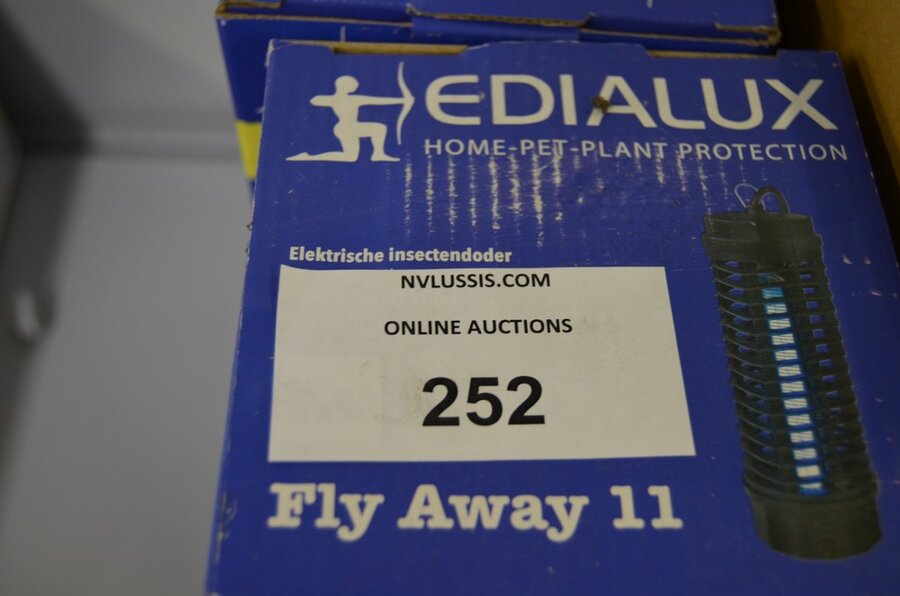 EDIALUX
HOME-PET-PLANT PROTECTION
Elektrische insectendoder
NVLUSSIS.COM
ONLINE AUCTIONS
252
Fly Away 11